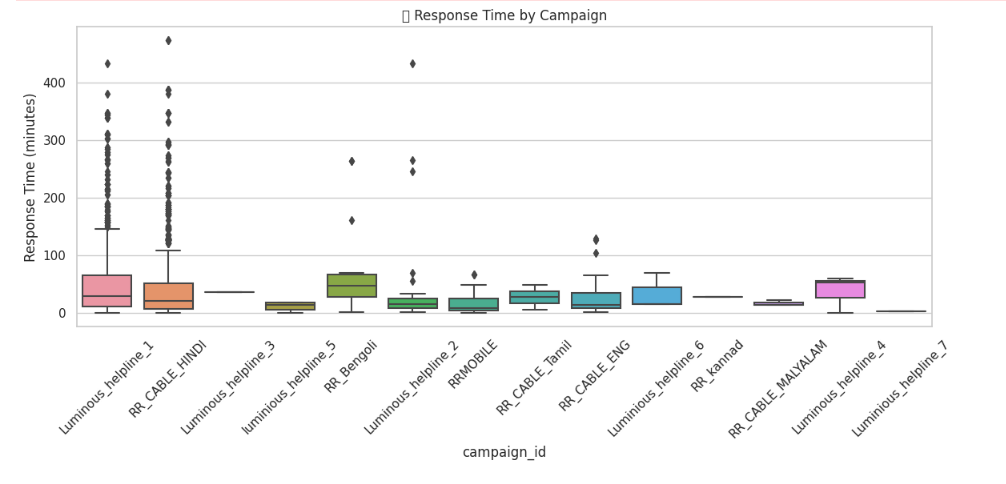 ▯ Response Time by Campaign
Response Time (minutes)
400
300
200
100
0
Luminous_helpline_1
RR_CABLE_HINDI
Luminous_helpline_3
luminious_helpline_5
RR_Bengoli
Luminous_helpline_2
RRMOBILE
RR_CABLE_Tamil
RR_CABLE_ENG
Luminious_helpline_6
RR_kannad
RR_CABLE_MALYALAM
Luminous_helpline_4
Luminious_helpline_7
campaign_id